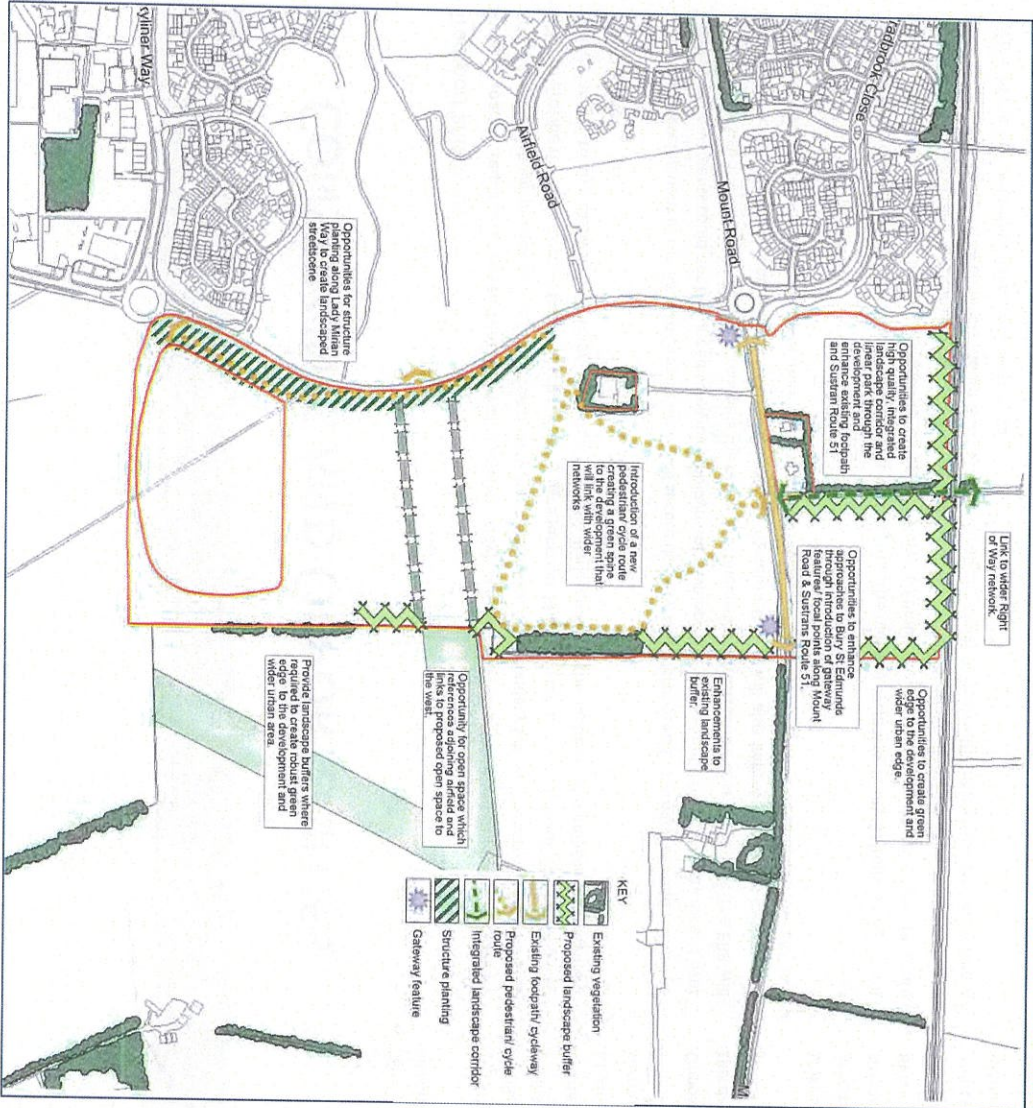 radbrook Close
Mount Road
Airfield Road
yliner Way
Link to wider Right
of Way network.
Opportunities to create
high quality, integrated
landscape corridor and
linear park through the
development and
enhance existing footpath
and Sustran Route 51
Opportunities to create green
edge to the development and
wider urban edge.
Opportunities to enhance
approaches to Bury St Edmunds
through introduction of gateway
features/ focal points along Mount
Road & Sustrans Route 51.
Enhancements to
existing landscape
buffer.
Introduction of a new
pedestrian/ cycle route
creating a green spine
to the development that
will link with wider
networks
Opportunities for structure
planting along Lady Mirian
Way to create landscaped
streetscene
Opportunity for open space which
references adjoining airfield and
links to proposed open space to
the west.
Provide landscape buffers where
required to create robust green
edge to the development and
wider urban area.
KEY
Existing vegetation
Proposed landscape buffer
Existing footpath/ cycleway
Proposed pedestrian/ cycle
route
Integrated landscape corridor
Structure planting
Gateway feature